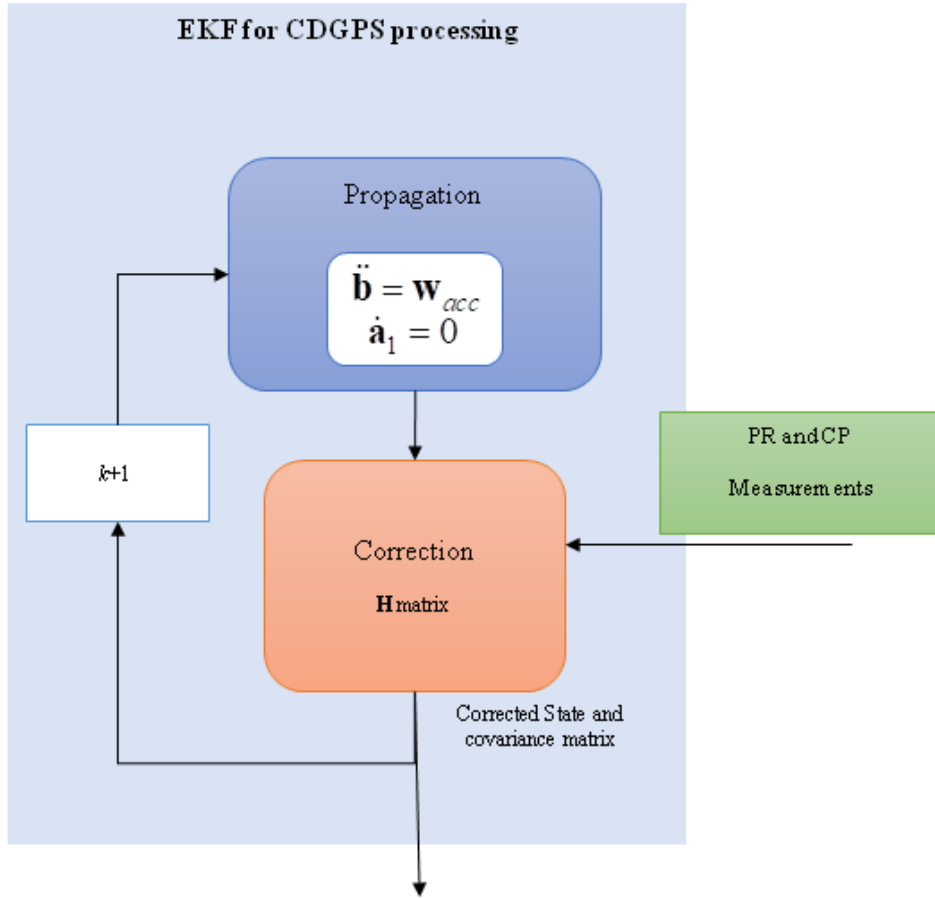 EKF for CDGPS processing
Propagation
b̈ = w_acc
ȧ₁ = 0
k+1
PR and CP
Measurements
Correction
H matrix
Corrected State and
covariance matrix